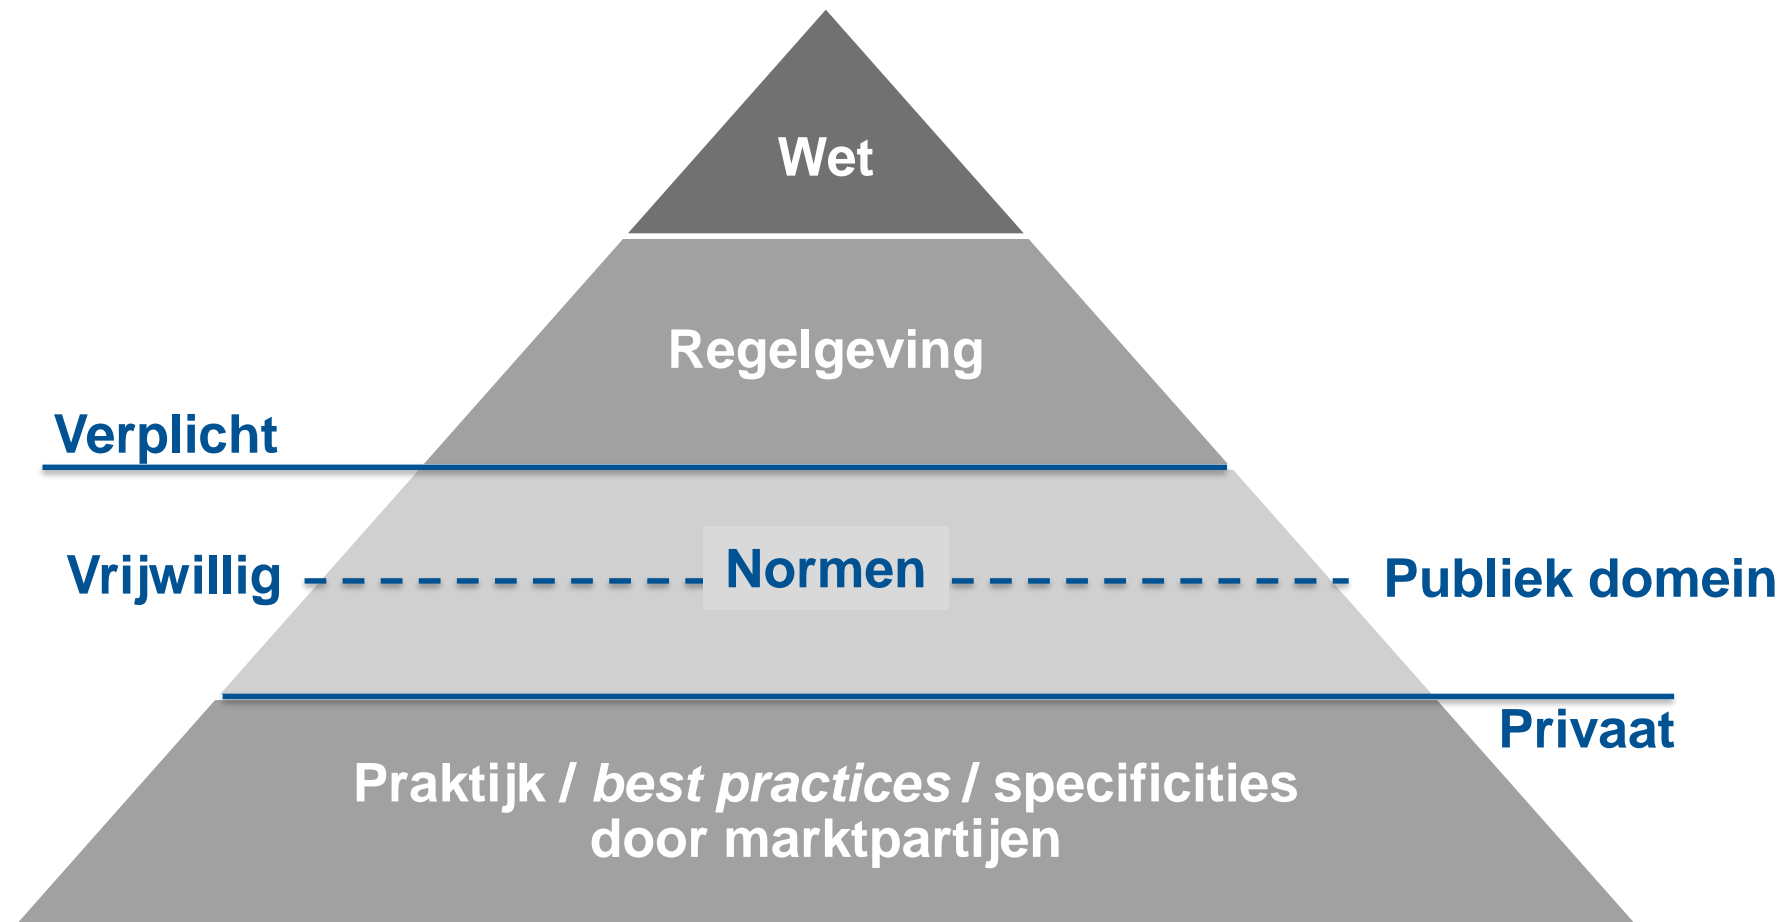 Wet
Regelgeving
Verplicht
Vrijwillig
Normen
Publiek domein
Privaat
Praktijk / best practices / specificities
door marktpartijen